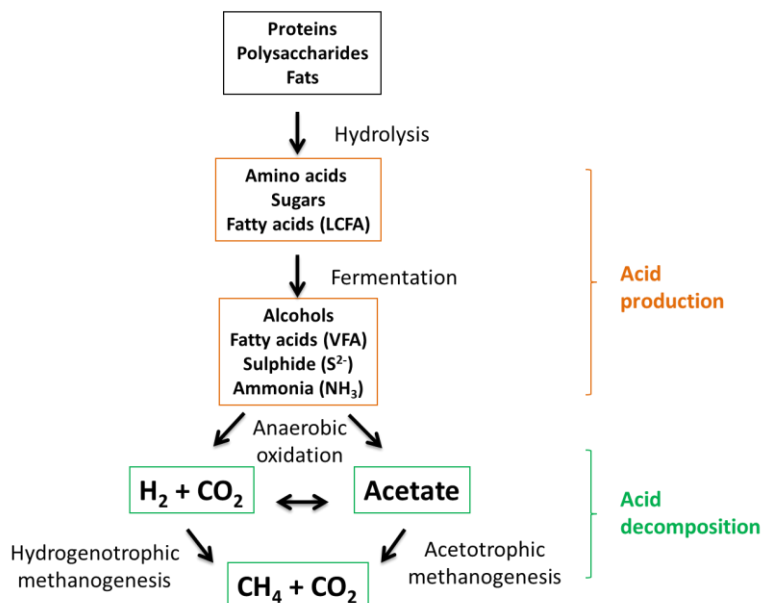 Proteins
Polysaccharides
Fats
Hydrolysis
Amino acids
Sugars
Fatty acids (LCFA)
Fermentation
Acid
production
Alcohols
Fatty acids (VFA)
Sulphide (S²⁻)
Ammonia (NH₃)
Anaerobic
oxidation
H₂ + CO₂
Acetate
Acid
decomposition
Hydrogenotrophic
methanogenesis
Acetotrophic
methanogenesis
CH₄ + CO₂